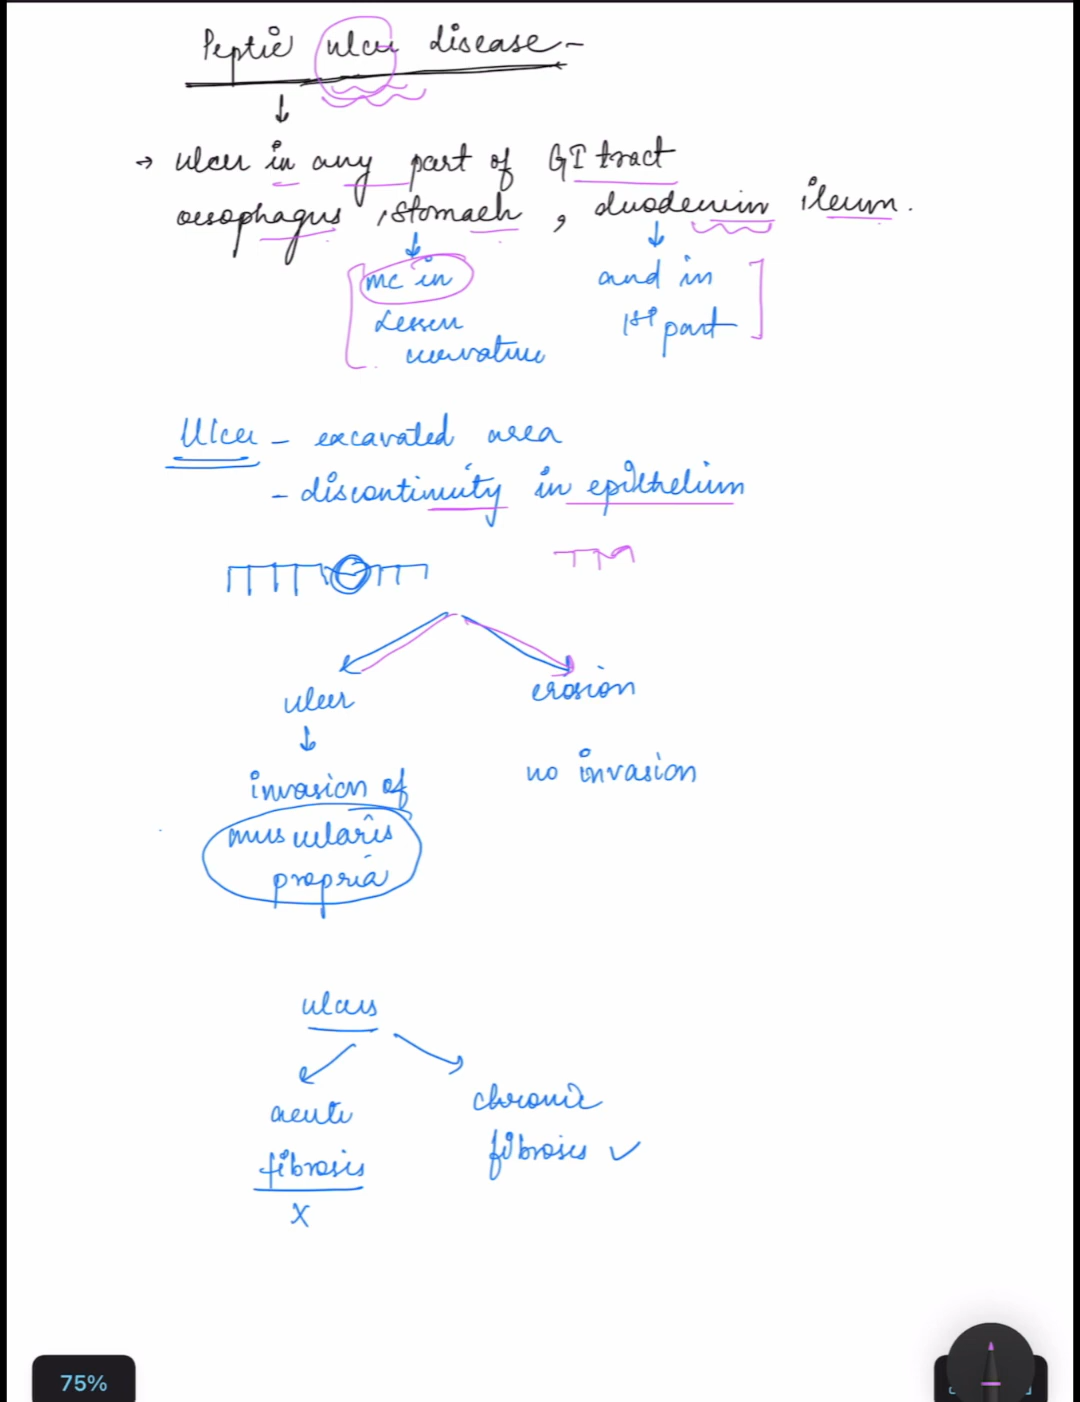 Peptic ulcer disease -
→ ulcer in any part of GI tract
oesophagus, stomach, duodenum ileum.
mc in
and in
Lesser
1st part
curvature
Ulcer - excavated area
- discontinuity in epithelium
ulcer
erosion
invasion of
no invasion
muscularis
propria
ulcers
acute
chronic
fibrosis
fibrosis ✓
X
75%